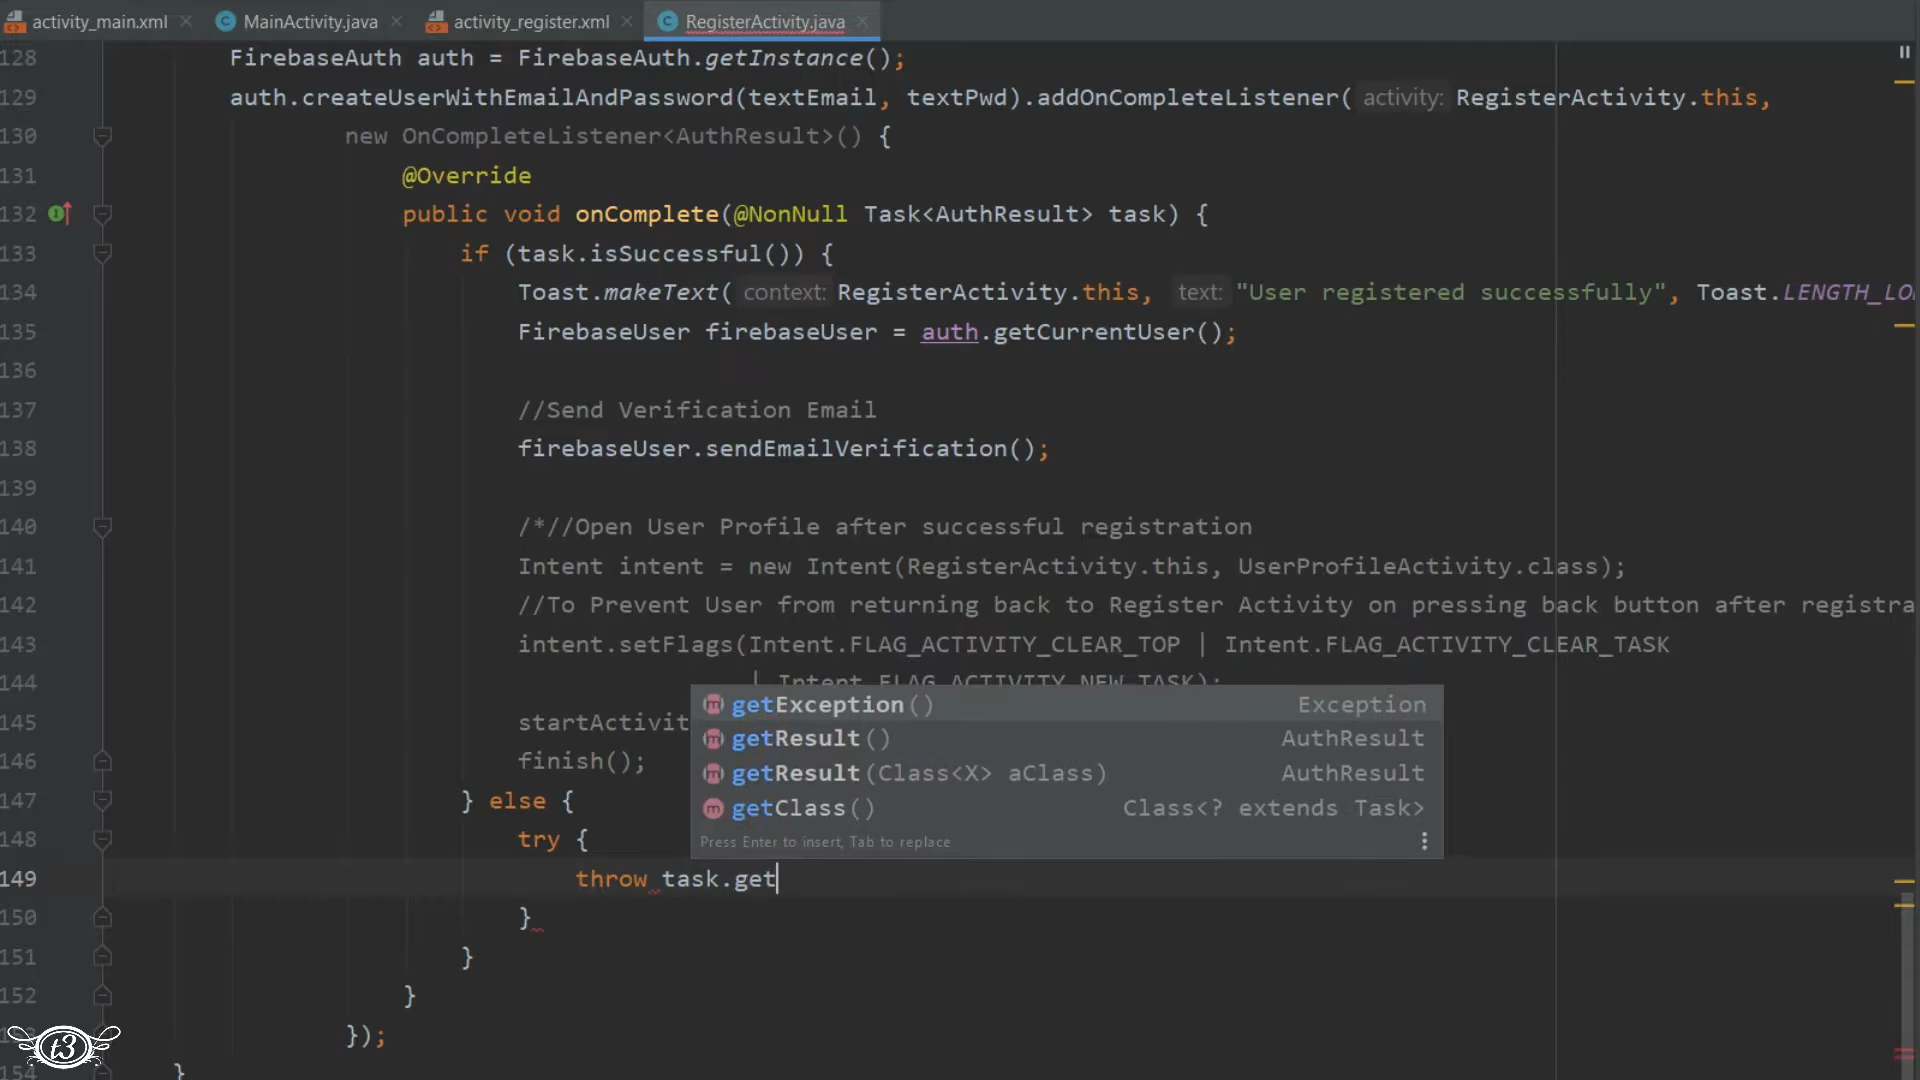 activity_main.xml MainActivity.java activity_register.xml RegisterActivity.java
128 FirebaseAuth auth = FirebaseAuth.getInstance();
129 auth.createUserWithEmailAndPassword(textEmail, textPwd).addOnCompleteListener( activity: RegisterActivity.this,
130 new OnCompleteListener<AuthResult>() {
131 @Override
132 public void onComplete(@NonNull Task<AuthResult> task) {
133 if (task.isSuccessful()) {
134 Toast.makeText( context: RegisterActivity.this, text: "User registered successfully", Toast.LENGTH_LO
135 FirebaseUser firebaseUser = auth.getCurrentUser();
136
137 //Send Verification Email
138 firebaseUser.sendEmailVerification();
139
140 /*//Open User Profile after successful registration
141 Intent intent = new Intent(RegisterActivity.this, UserProfileActivity.class);
142 //To Prevent User from returning back to Register Activity on pressing back button after registra
143 intent.setFlags(Intent.FLAG_ACTIVITY_CLEAR_TOP | Intent.FLAG_ACTIVITY_CLEAR_TASK
144 | Intent.FLAG_ACTIVITY_NEW_TASK);
getException() Exception
145 startActivit
getResult() AuthResult
146 finish();
getResult(Class<X> aClass) AuthResult
147 } else {
getClass() Class<? extends Task>
148 try {
Press Enter to insert, Tab to replace
149 throw task.get
150 }
151 }
152 }
});
t3
154 }